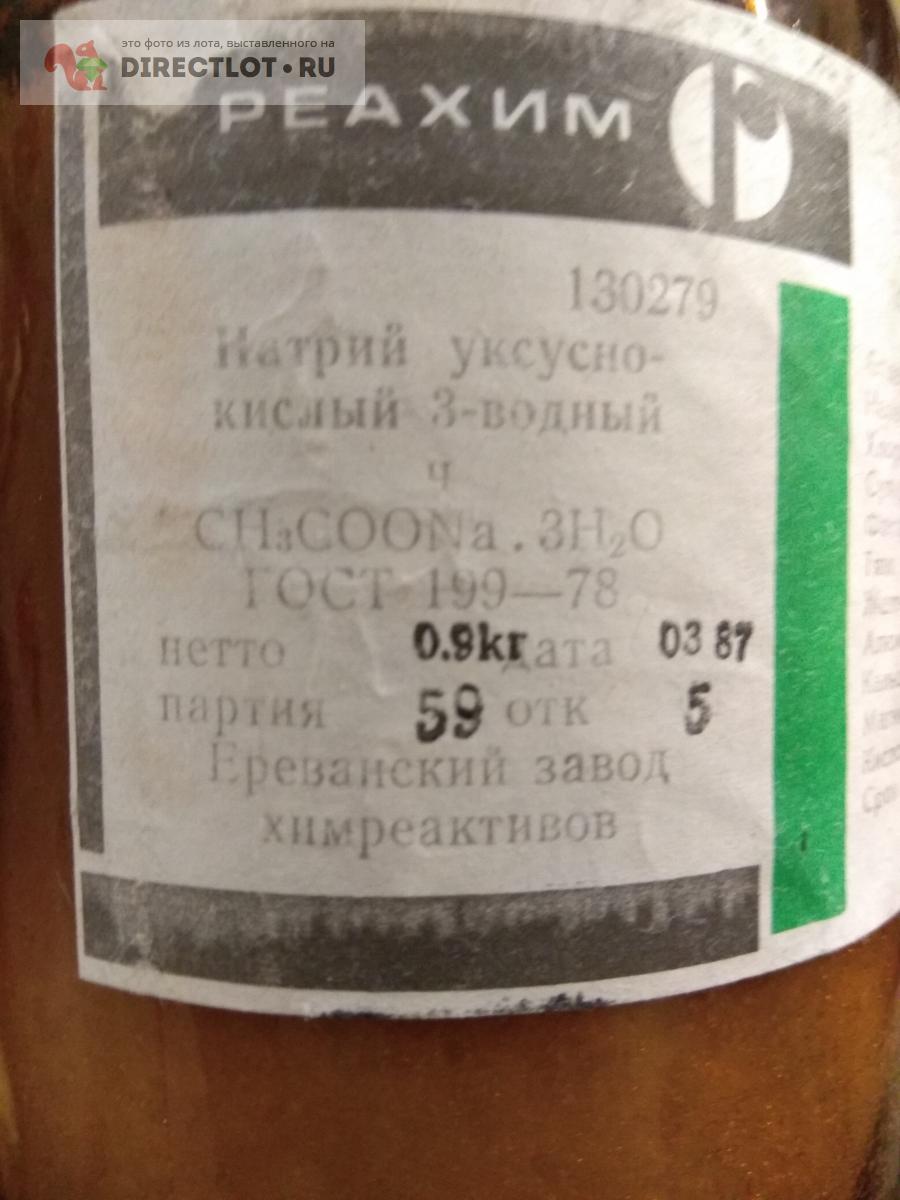 это фото из лота, выставленного на
DIRECTLOT.RU
РЕАХИМ
130279
Натрий уксусно-
кислый 3-водный
ч
CH₃COONa . 3H₂O
ГОСТ 199—78
нетто 0.9kг дата 03 87
партия 59 отк 5
Ереванский завод
химреактивов